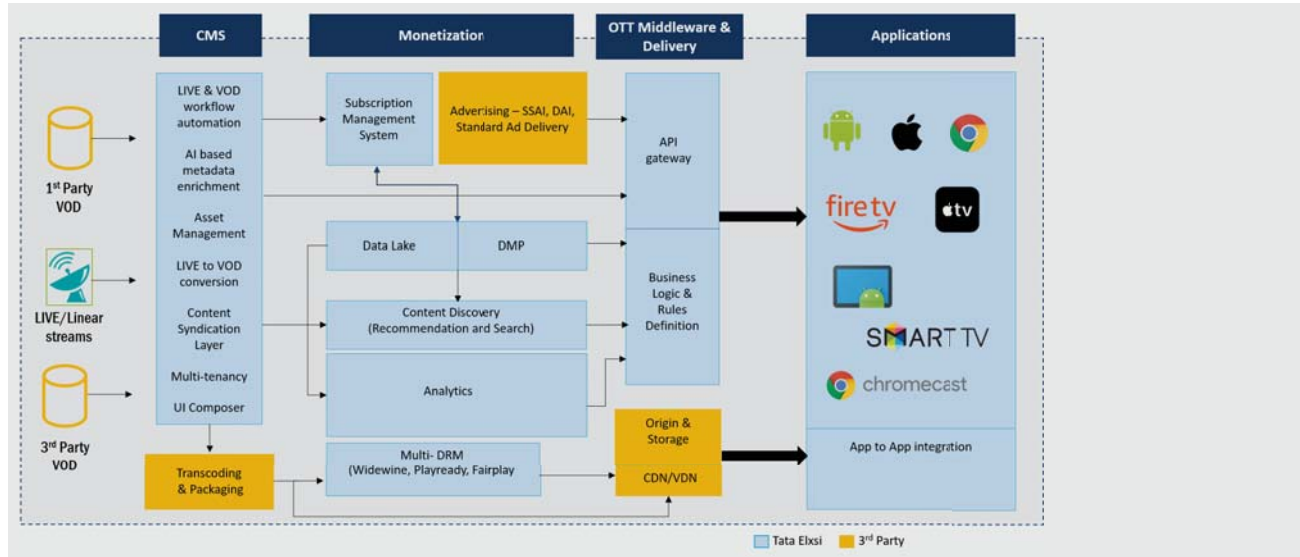 CMS
Monetization
OTT Middleware &
Delivery
Applications
1st Party
VOD
LIVE/Linear
streams
3rd Party
VOD
LIVE & VOD
workflow
automation
AI based
metadata
enrichment
Asset
Management
LIVE to VOD
conversion
Content
Syndication
Layer
Multi-tenancy
UI Composer
Transcoding
& Packaging
Subscription
Management
System
Advertising – SSAI, DAI,
Standard Ad Delivery
Data Lake
DMP
Content Discovery
(Recommendation and Search)
Analytics
Multi- DRM
(Widewine, Playready, Fairplay
API
gateway
Business
Logic &
Rules
Definition
Origin &
Storage
CDN/VDN
fire tv
tv
SMART TV
chromecast
App to App integration
Tata Elxsi
3rd Party